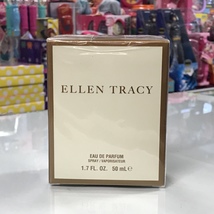 ELLEN TRACY
EAU DE PARFUM
SPRAY / VAPORISATEUR
1.7 FL. OZ. 50 mL ℮